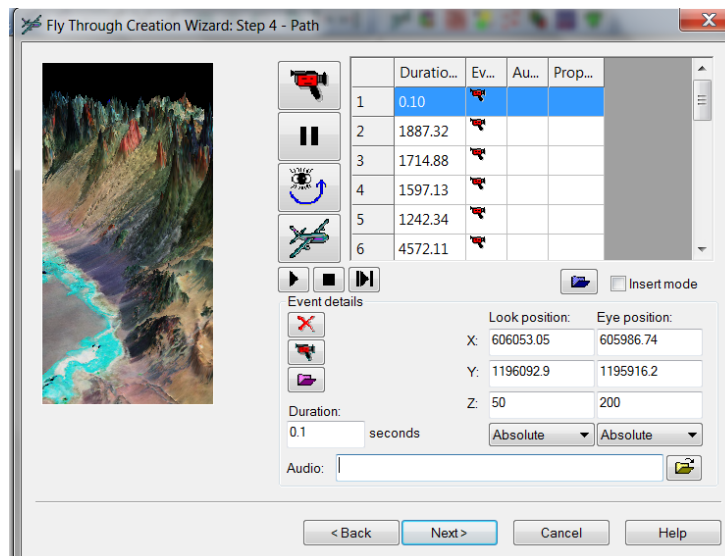 Fly Through Creation Wizard: Step 4 - Path
Duratio... Ev... Au... Prop...
1 0.10
2 1887.32
3 1714.88
4 1597.13
5 1242.34
6 4572.11
Insert mode
Event details
Look position: Eye position:
X: 606053.05 605986.74
Y: 1196092.9 1195916.2
Z: 50 200
Duration:
0.1 seconds
Absolute Absolute
Audio:
< Back Next > Cancel Help